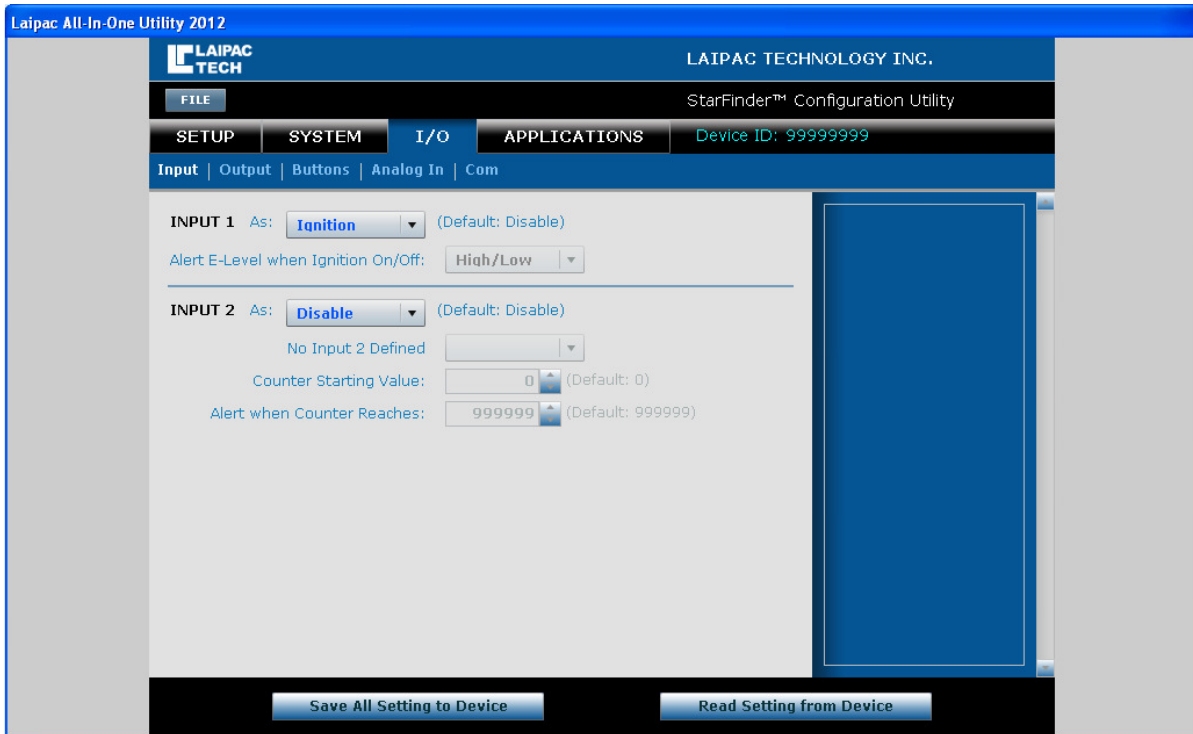 Laipac All-In-One Utility 2012
LAIPAC TECH
LAIPAC TECHNOLOGY INC.
FILE
StarFinder™ Configuration Utility
SETUP SYSTEM I/O APPLICATIONS Device ID: 99999999
Input | Output | Buttons | Analog In | Com
INPUT 1 As: Ignition (Default: Disable)
Alert E-Level when Ignition On/Off: High/Low
INPUT 2 As: Disable (Default: Disable)
No Input 2 Defined
Counter Starting Value: 0 (Default: 0)
Alert when Counter Reaches: 999999 (Default: 999999)
Save All Setting to Device Read Setting from Device